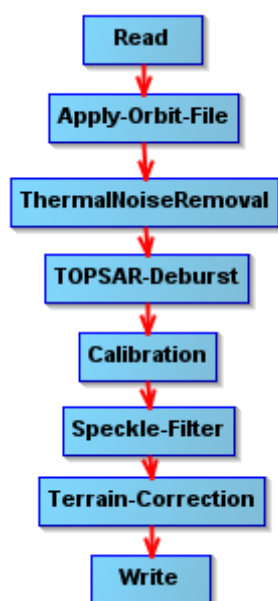 Read
Apply-Orbit-File
ThermalNoiseRemoval
TOPSAR-Deburst
Calibration
Speckle-Filter
Terrain-Correction
Write